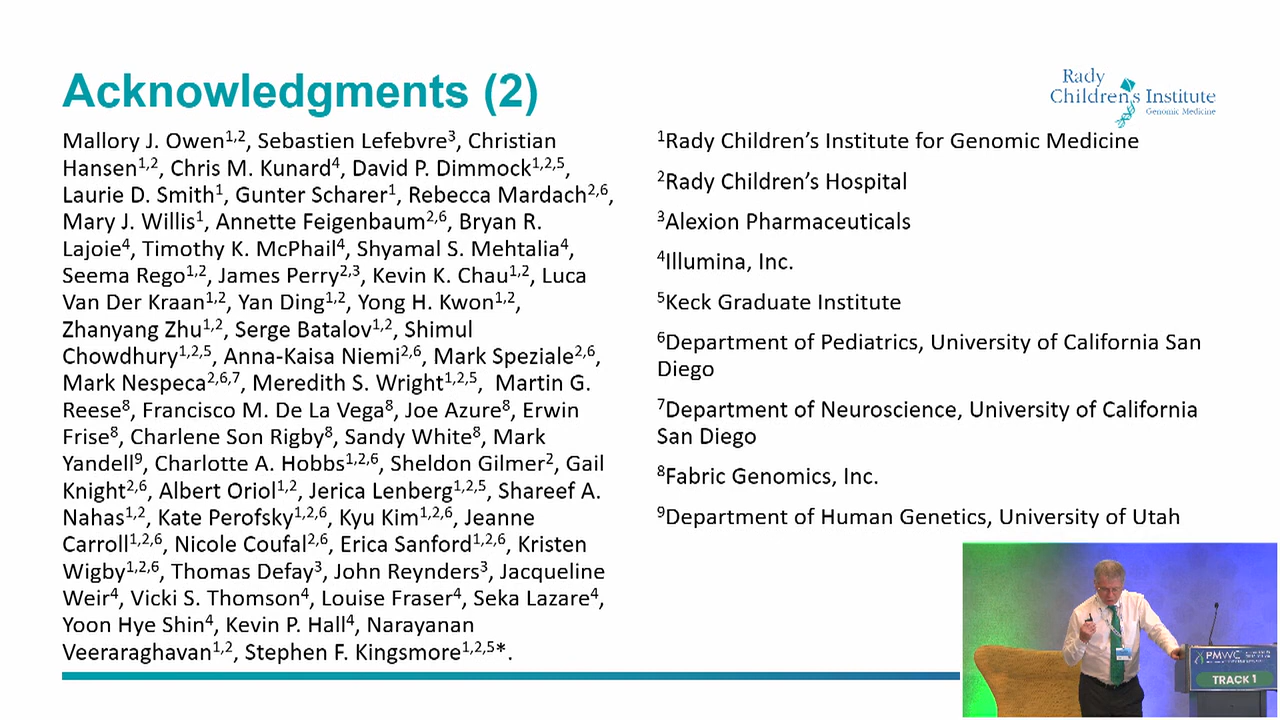 Acknowledgments (2)
Rady
Children's Institute
Genomic Medicine
Mallory J. Owen1,2, Sebastien Lefebvre3, Christian
Hansen1,2, Chris M. Kunard4, David P. Dimmock1,2,5,
Laurie D. Smith1, Gunter Scharer1, Rebecca Mardach2,6,
Mary J. Willis1, Annette Feigenbaum2,6, Bryan R.
Lajoie4, Timothy K. McPhail4, Shyamal S. Mehtalia4,
Seema Rego1,2, James Perry2,3, Kevin K. Chau1,2, Luca
Van Der Kraan1,2, Yan Ding1,2, Yong H. Kwon1,2,
Zhanyang Zhu1,2, Serge Batalov1,2, Shimul
Chowdhury1,2,5, Anna-Kaisa Niemi2,6, Mark Speziale2,6,
Mark Nespeca2,6,7, Meredith S. Wright1,2,5, Martin G.
Reese8, Francisco M. De La Vega8, Joe Azure8, Erwin
Frise8, Charlene Son Rigby8, Sandy White8, Mark
Yandell9, Charlotte A. Hobbs1,2,6, Sheldon Gilmer2, Gail
Knight2,6, Albert Oriol1,2, Jerica Lenberg1,2,5, Shareef A.
Nahas1,2, Kate Perofsky1,2,6, Kyu Kim1,2,6, Jeanne
Carroll1,2,6, Nicole Coufal2,6, Erica Sanford1,2,6, Kristen
Wigby1,2,6, Thomas Defay3, John Reynders3, Jacqueline
Weir4, Vicki S. Thomson4, Louise Fraser4, Seka Lazare4,
Yoon Hye Shin4, Kevin P. Hall4, Narayanan
Veeraraghavan1,2, Stephen F. Kingsmore1,2,5*.
1Rady Children’s Institute for Genomic Medicine
2Rady Children’s Hospital
3Alexion Pharmaceuticals
4Illumina, Inc.
5Keck Graduate Institute
6Department of Pediatrics, University of California San
Diego
7Department of Neuroscience, University of California
San Diego
8Fabric Genomics, Inc.
9Department of Human Genetics, University of Utah
PMWC
TRACK 1